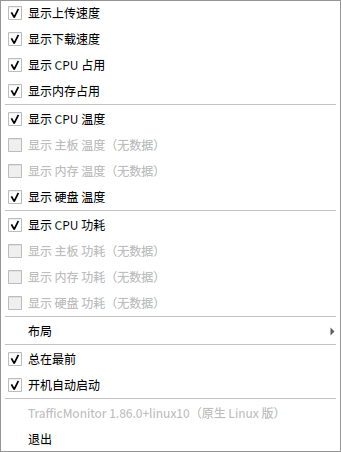 显示上传速度
显示下载速度
显示 CPU 占用
显示内存占用
显示 CPU 温度
显示 主板 温度（无数据）
显示 内存 温度（无数据）
显示 硬盘 温度
显示 CPU 功耗
显示 主板 功耗（无数据）
显示 内存 功耗（无数据）
显示 硬盘 功耗（无数据）
布局
总在最前
开机自动启动
TrafficMonitor 1.86.0+linux10（原生 Linux 版）
退出